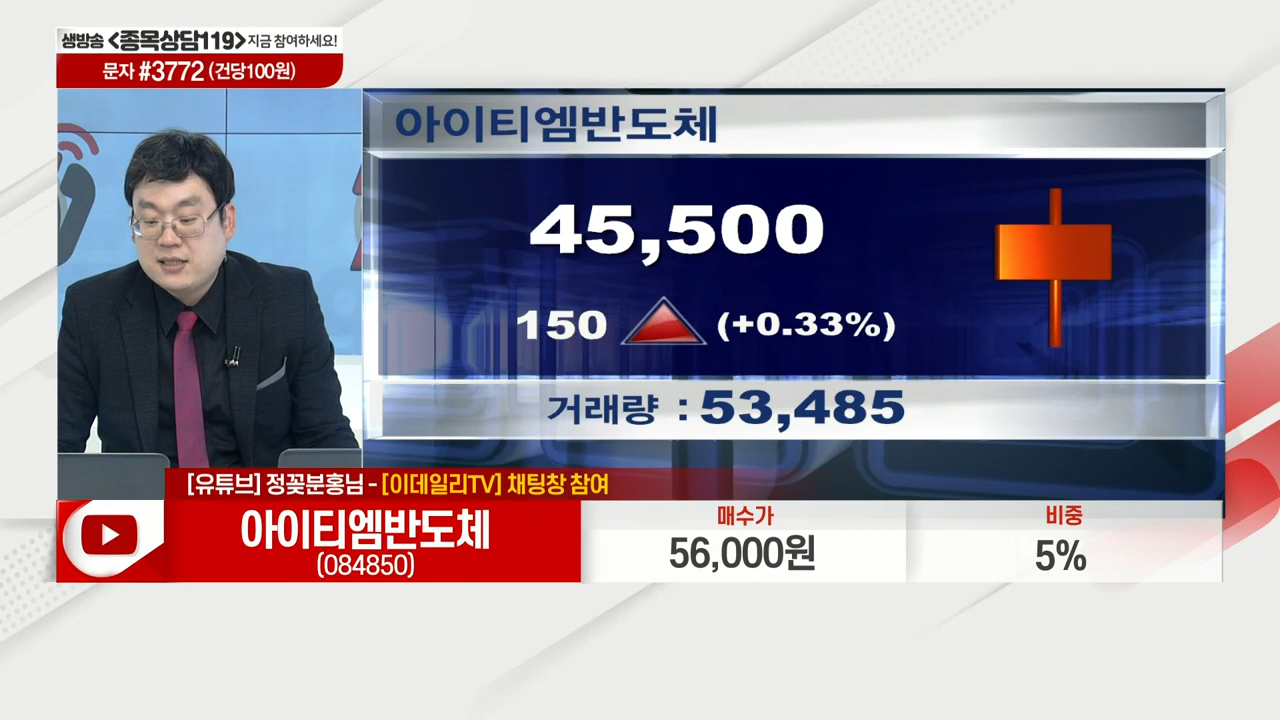 생방송 <종목상담119> 지금 참여하세요!
문자 #3772 (건당100원)
아이티엠반도체
45,500
150 ▲ (+0.33%)
거래량 : 53,485
[유튜브] 정꽃분홍님 - [이데일리TV] 채팅창 참여
아이티엠반도체
(084850)
매수가
56,000원
비중
5%